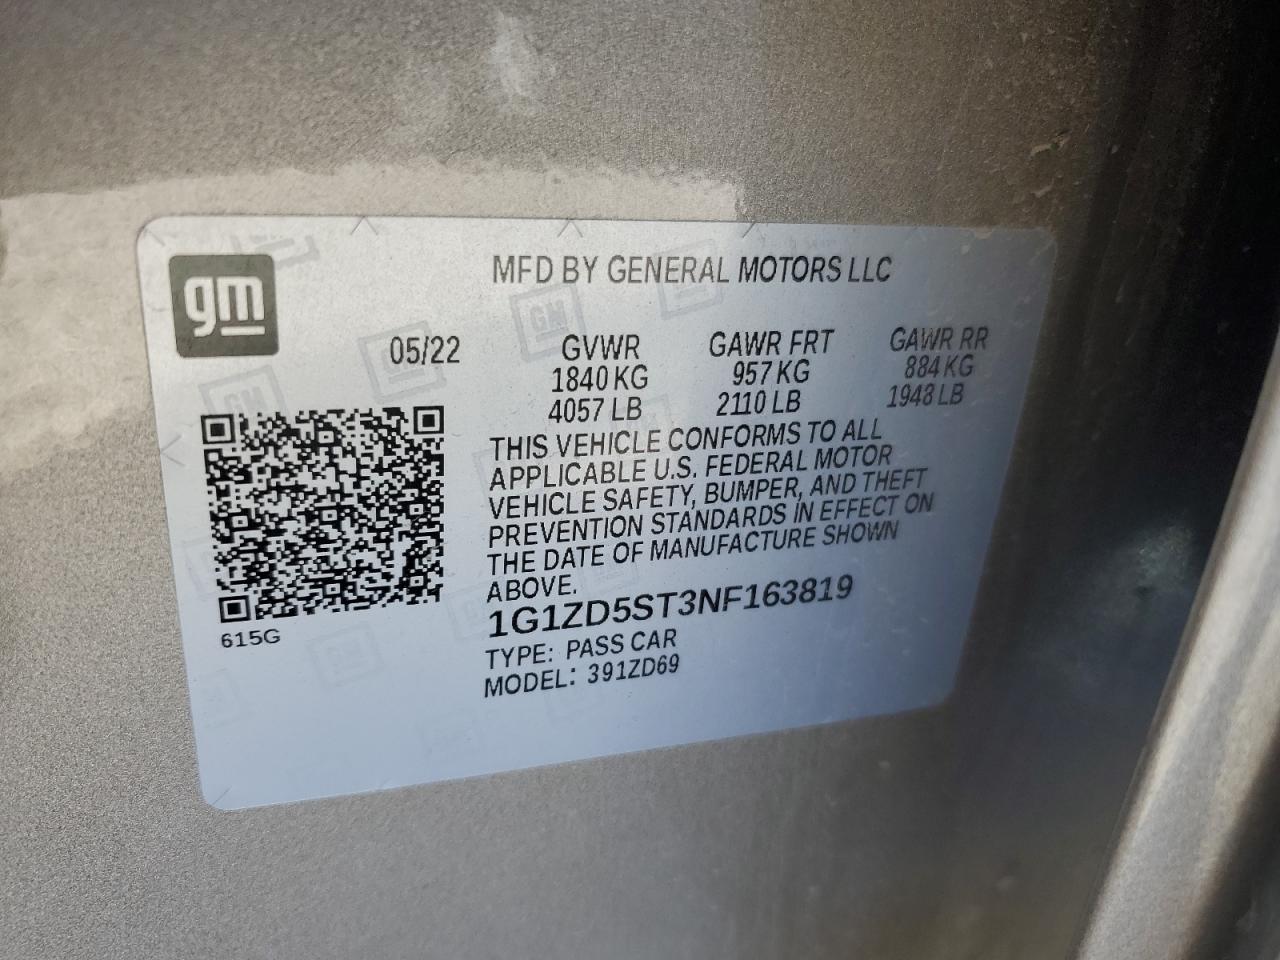 gm
MFD BY GENERAL MOTORS LLC
05/22 GVWR GAWR FRT GAWR RR
1840 KG 957 KG 884 KG
4057 LB 2110 LB 1948 LB
THIS VEHICLE CONFORMS TO ALL
APPLICABLE U.S. FEDERAL MOTOR
VEHICLE SAFETY, BUMPER, AND THEFT
PREVENTION STANDARDS IN EFFECT ON
THE DATE OF MANUFACTURE SHOWN
ABOVE.
1G1ZD5ST3NF163819
TYPE: PASS CAR
MODEL: 391ZD69
615G